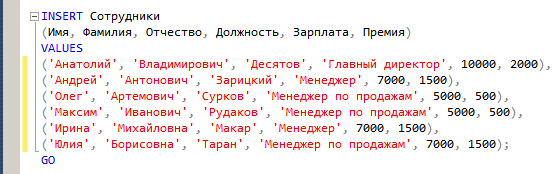 INSERT Сотрудники
(Имя, Фамилия, Отчество, Должность, Зарплата, Премия)
VALUES
('Анатолий', 'Владимирович', 'Десятов', 'Главный директор', 10000, 2000),
('Андрей', 'Антонович', 'Зарицкий', 'Менеджер', 7000, 1500),
('Олег', 'Артемович', 'Сурков', 'Менеджер по продажам', 5000, 500),
('Максим', 'Иванович', 'Рудаков', 'Менеджер по продажам', 5000, 500),
('Ирина', 'Михайловна', 'Макар', 'Менеджер', 7000, 1500),
('Юлия', 'Борисовна', 'Таран', 'Менеджер по продажам', 7000, 1500);
GO